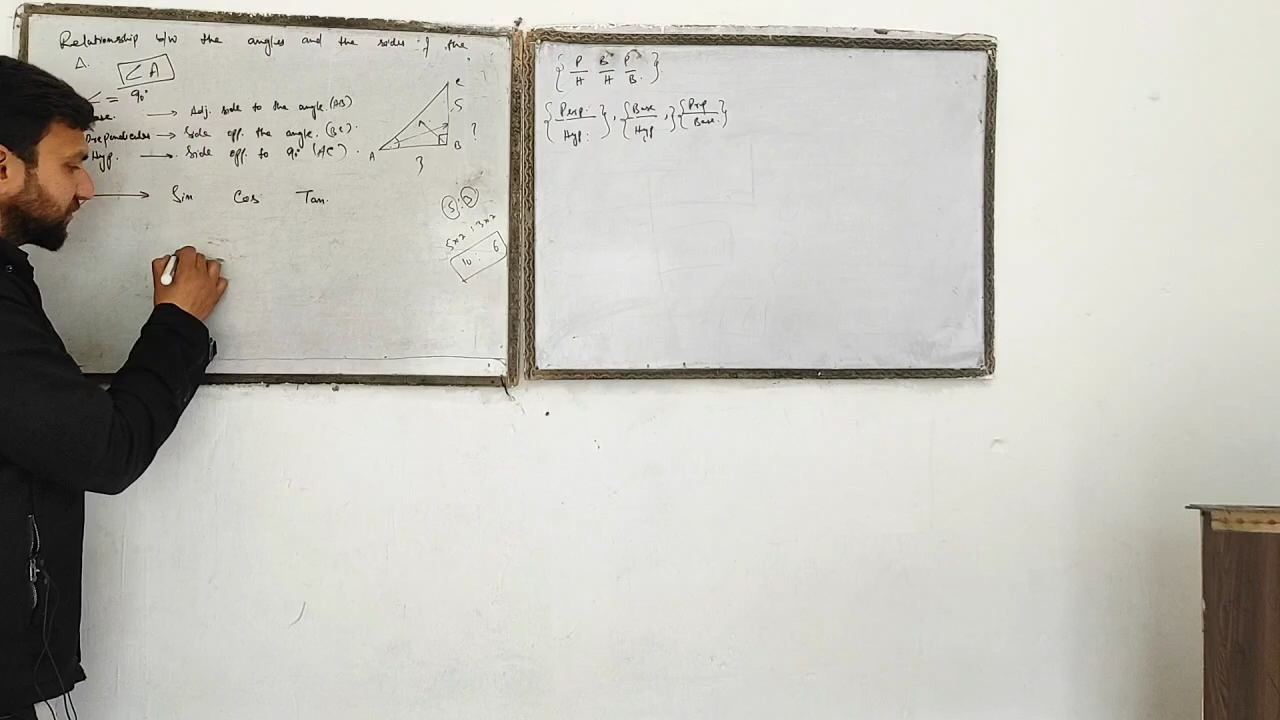 Relationship b/w the angles and the sides of the
Δ. ∠A
∠ = 90°
Base. → Adj. side to the angle. (AB)
Perpendicular → Side opp. the angle. (BC).
Hyp. → Side opp. to 90° (AC).
→ Sin Cos Tan.
C
5
?
A
B
3
5 : 3
5×2 : 3×2
10 : 6
{ P/H B/H P/B. }
{ Perp./Hyp. }, { Base/Hyp, } { Prp/Base. }